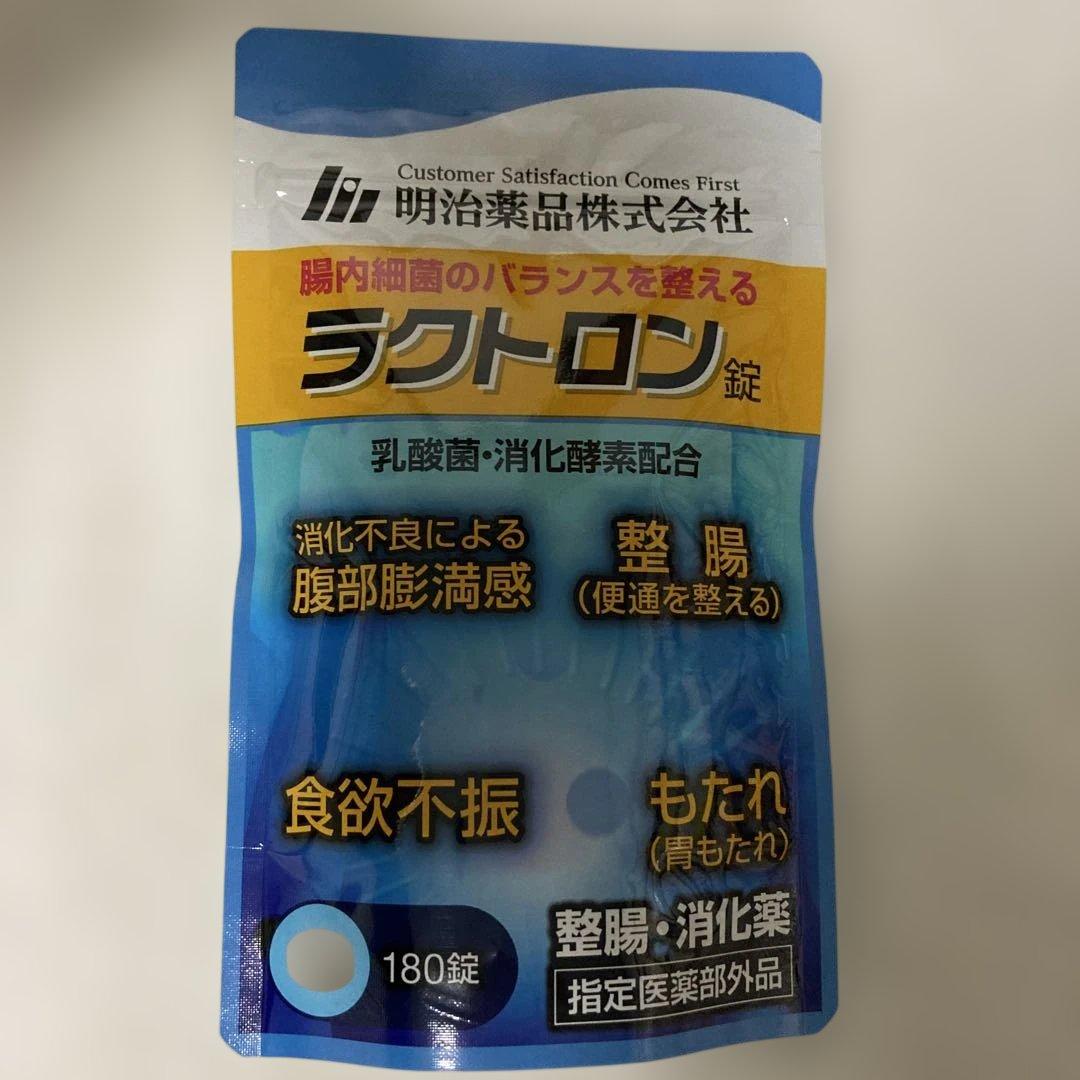 Customer Satisfaction Comes First
明治薬品株式会社
腸内細菌のバランスを整える
ラクトロン錠
乳酸菌・消化酵素配合
消化不良による
腹部膨満感
整腸
(便通を整える)
食欲不振
もたれ
(胃もたれ)
整腸・消化薬
180錠
指定医薬部外品